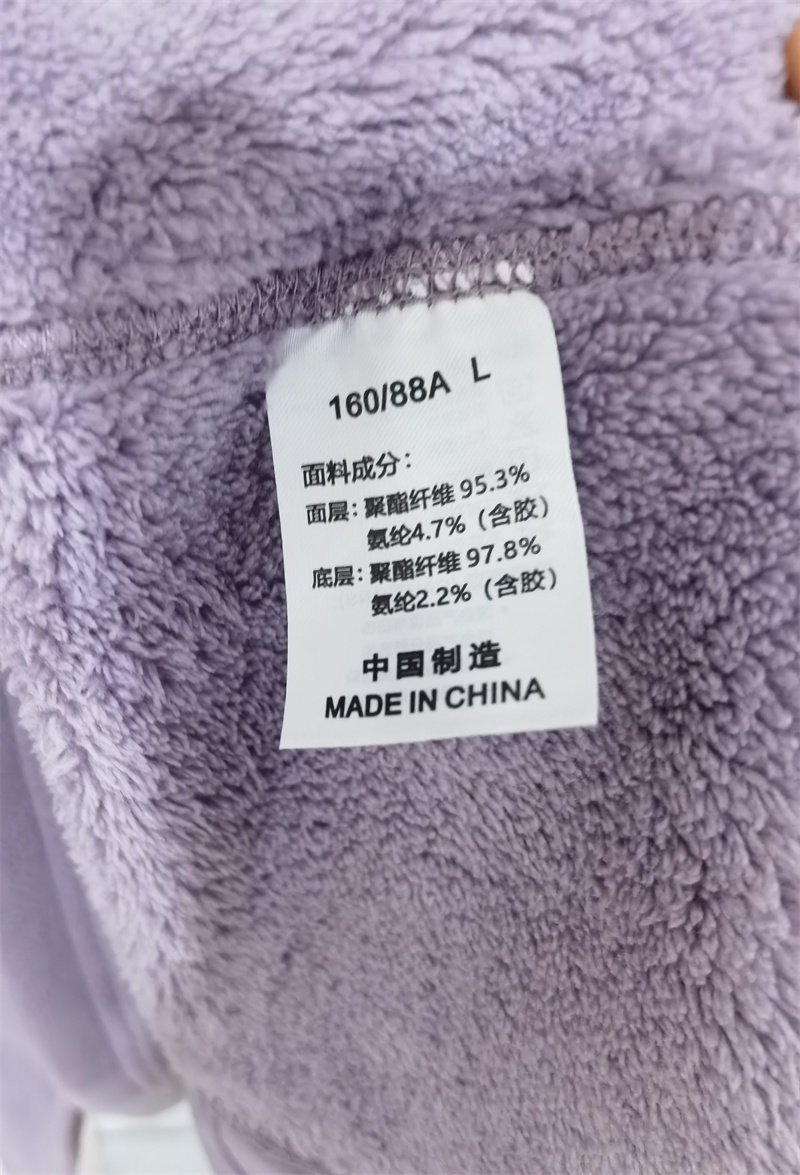 160/88A L
面料成分：
面层：聚酯纤维 95.3%
氨纶4.7%（含胶）
底层：聚酯纤维 97.8%
氨纶2.2%（含胶）
中国制造
MADE IN CHINA